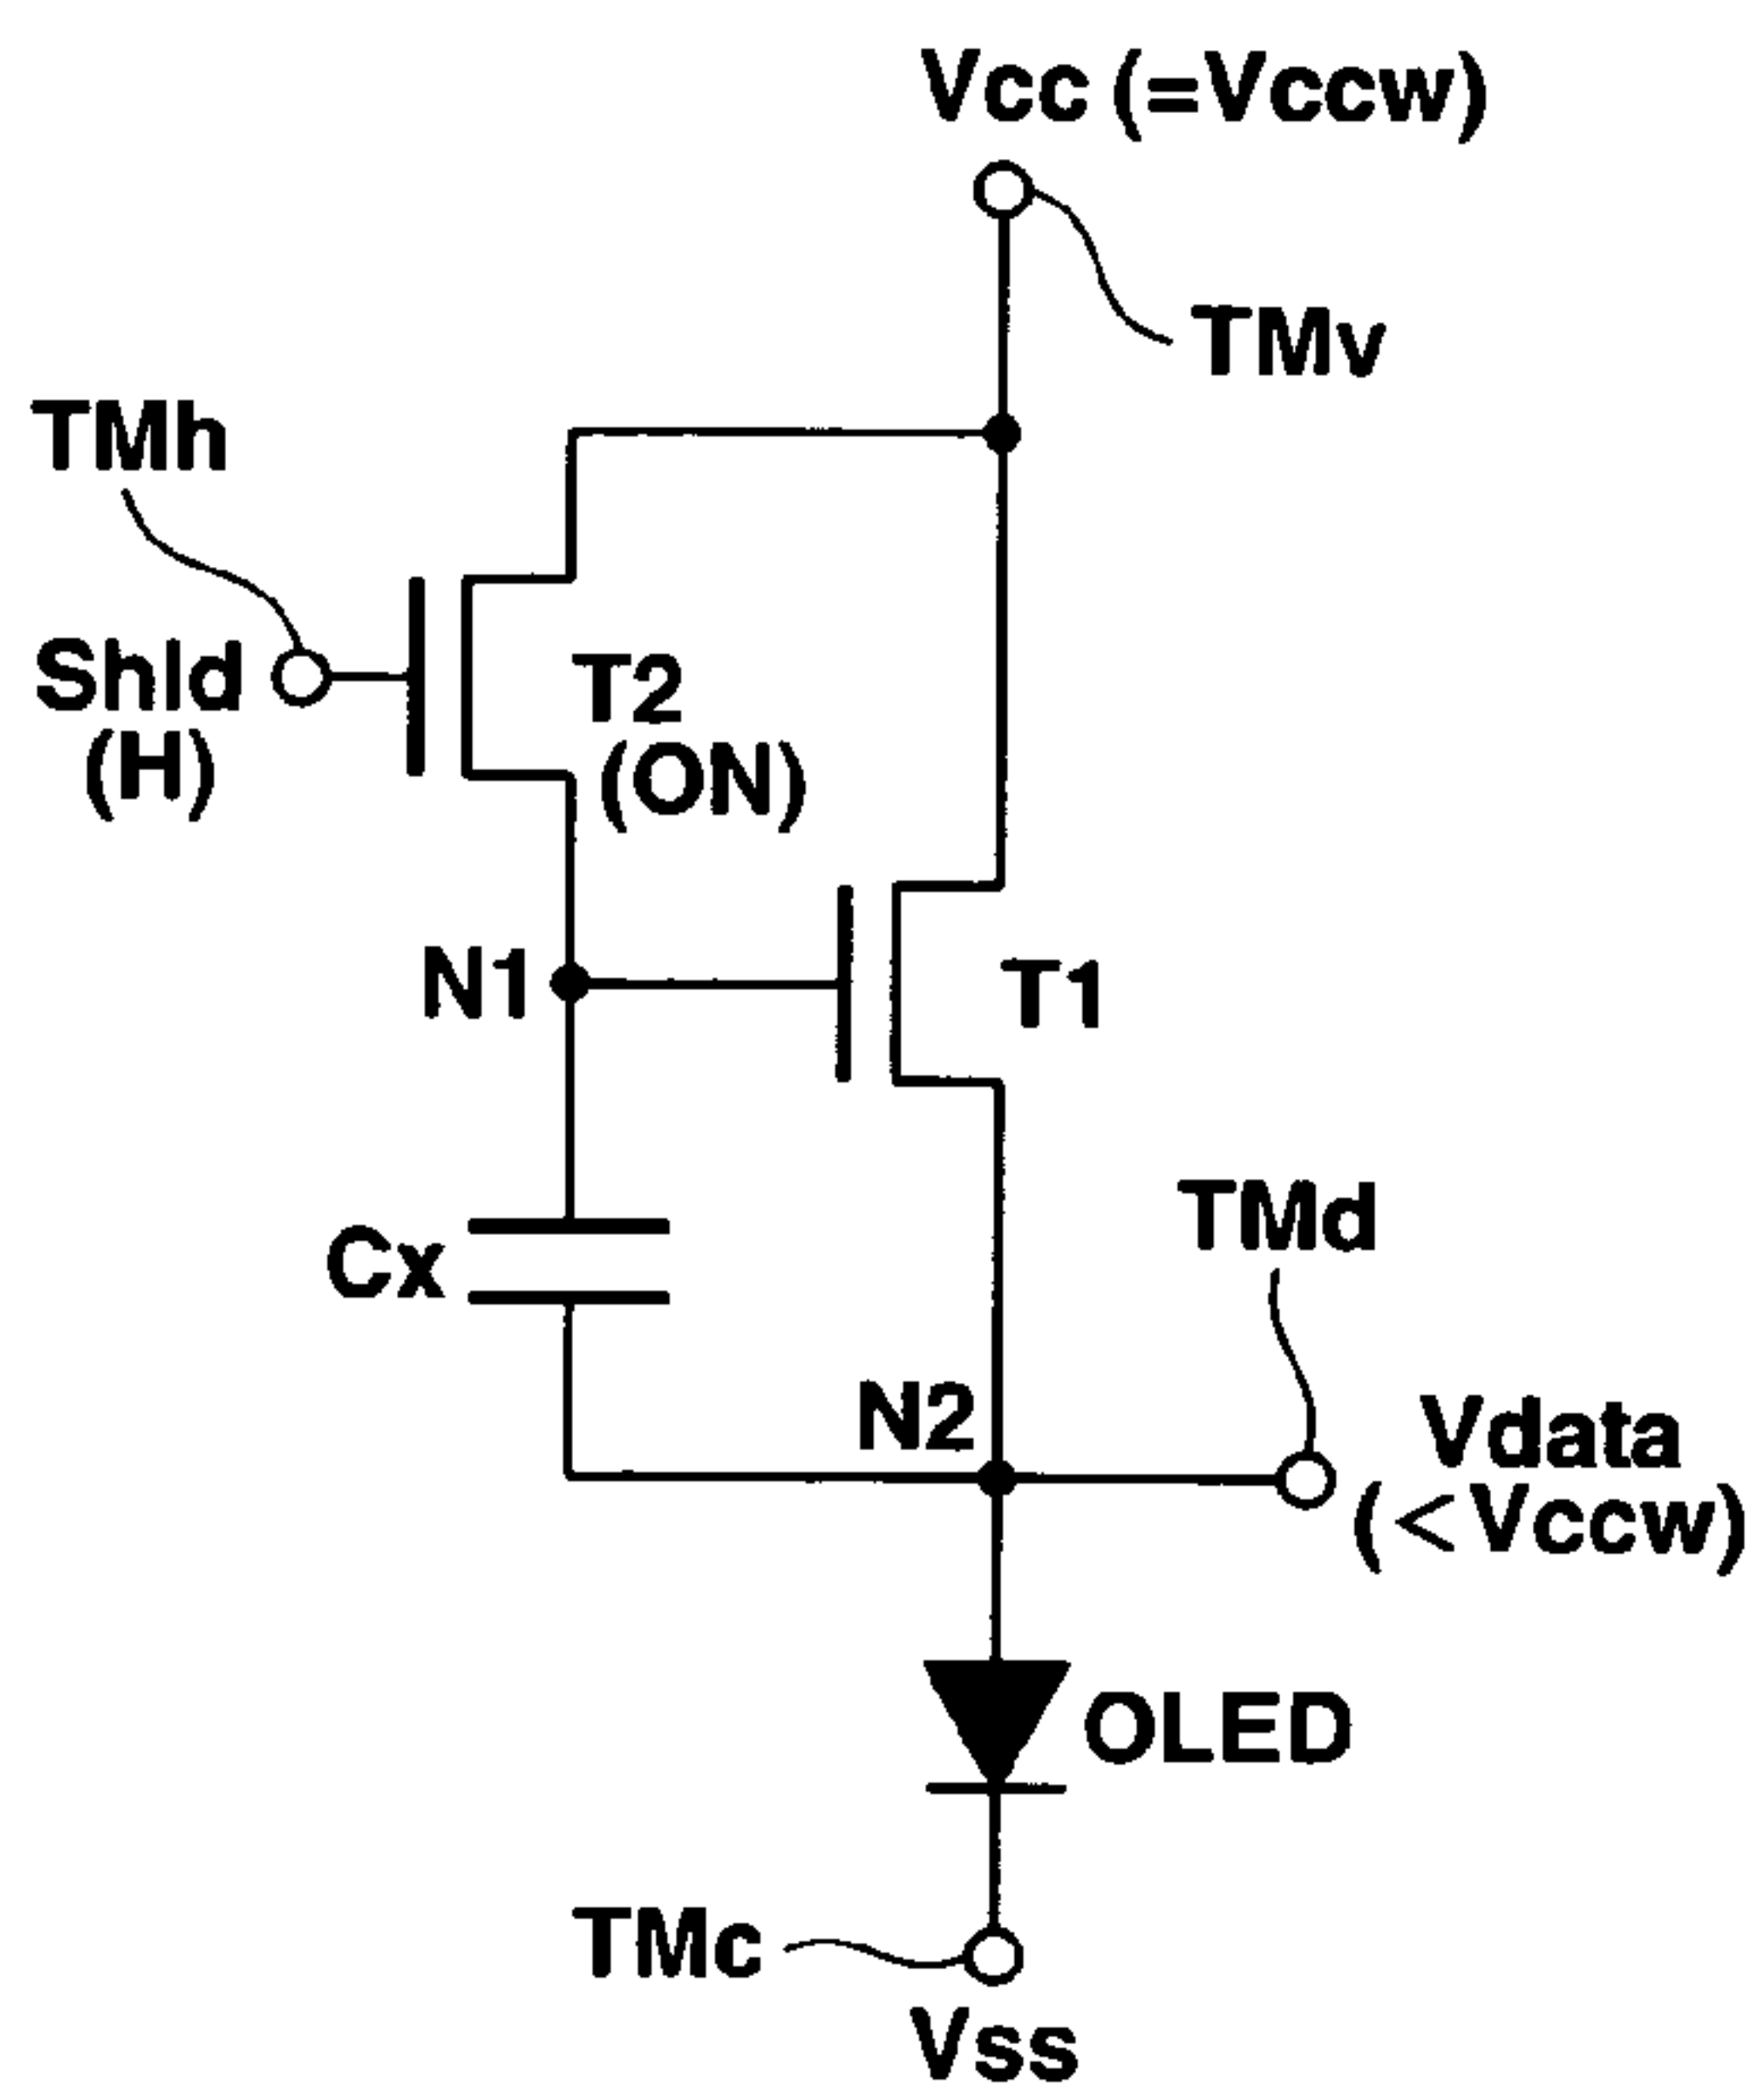 Vcc (=Vccw)
TMv
TMh
Shld
(H)
T2
(ON)
N1
T1
TMd
Cx
N2
Vdata
(<Vccw)
OLED
TMc
Vss